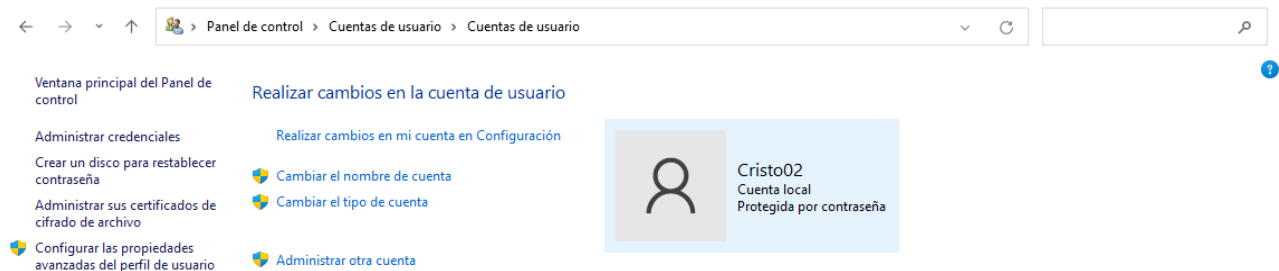 Panel de control > Cuentas de usuario > Cuentas de usuario
Ventana principal del Panel de
control
Administrar credenciales
Crear un disco para restablecer
contraseña
Administrar sus certificados de
cifrado de archivo
Configurar las propiedades
avanzadas del perfil de usuario
Realizar cambios en la cuenta de usuario
Realizar cambios en mi cuenta en Configuración
Cambiar el nombre de cuenta
Cambiar el tipo de cuenta
Administrar otra cuenta
Cristo02
Cuenta local
Protegida por contraseña